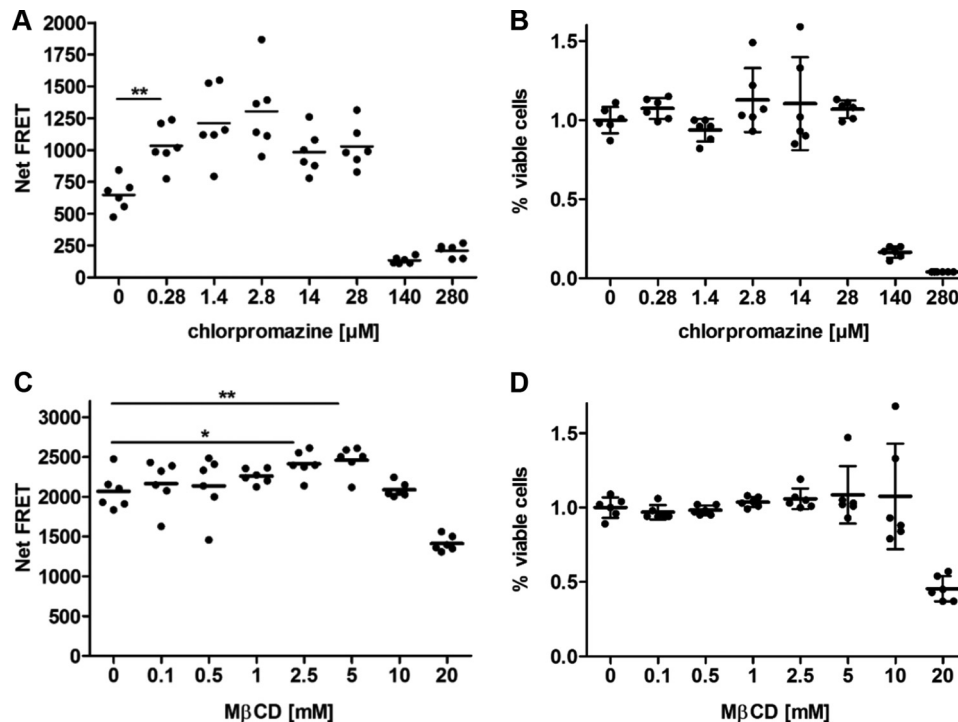 A
Net FRET
2000
1750
1500
1250
1000
750
500
250
0
**
0 0.28 1.4 2.8 14 28 140 280
chlorpromazine [µM]
B
% viable cells
1.5
1.0
0.5
0.0
0 0.28 1.4 2.8 14 28 140 280
chlorpromazine [µM]
C
Net FRET
3000
2500
2000
1500
1000
500
0
**
*
0 0.1 0.5 1 2.5 5 10 20
MβCD [mM]
D
% viable cells
1.5
1.0
0.5
0.0
0 0.1 0.5 1 2.5 5 10 20
MβCD [mM]